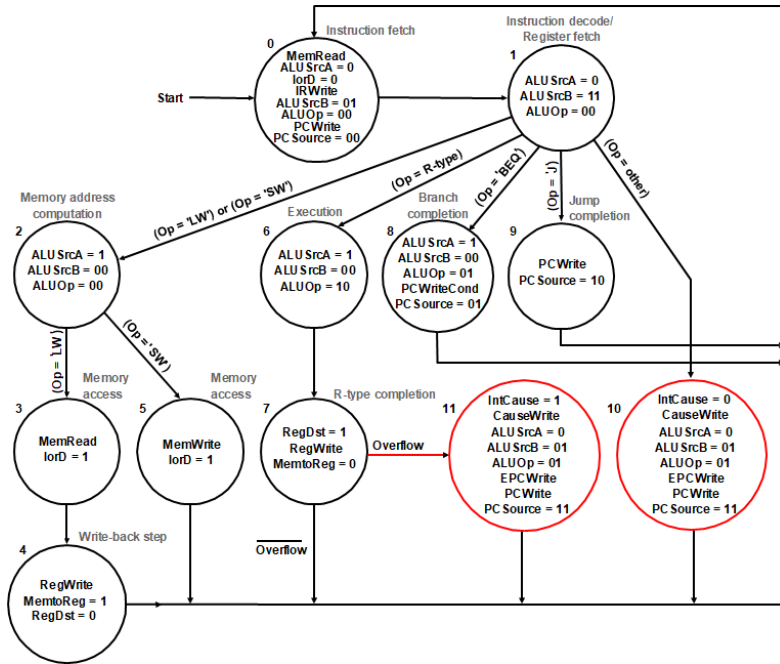 Instruction fetch
Instruction decode/
Register fetch
0
MemRead
ALUSrcA = 0
IorD = 0
IRWrite
ALUSrcB = 01
ALUOp = 00
PCWrite
PCSource = 00
Start
1
ALUSrcA = 0
ALUSrcB = 11
ALUOp = 00
(Op = 'LW') or (Op = 'SW')
(Op = R-type)
(Op = 'BEQ')
(Op = 'J')
(Op = other)
Memory address
computation
2
ALUSrcA = 1
ALUSrcB = 00
ALUOp = 00
Execution
6
ALUSrcA = 1
ALUSrcB = 00
ALUOp = 10
Branch
completion
8
ALUSrcA = 1
ALUSrcB = 00
ALUOp = 01
PCWriteCond
PCSource = 01
Jump
completion
9
PCWrite
PCSource = 10
(Op = 'LW')
(Op = 'SW')
Memory
access
3
MemRead
IorD = 1
Memory
access
5
MemWrite
IorD = 1
R-type completion
7
RegDst = 1
RegWrite
MemtoReg = 0
Overflow
Overflow
11
IntCause = 1
CauseWrite
ALUSrcA = 0
ALUSrcB = 01
ALUOp = 01
EPCWrite
PCWrite
PCSource = 11
10
IntCause = 0
CauseWrite
ALUSrcA = 0
ALUSrcB = 01
ALUOp = 01
EPCWrite
PCWrite
PCSource = 11
Write-back step
4
RegWrite
MemtoReg = 1
RegDst = 0